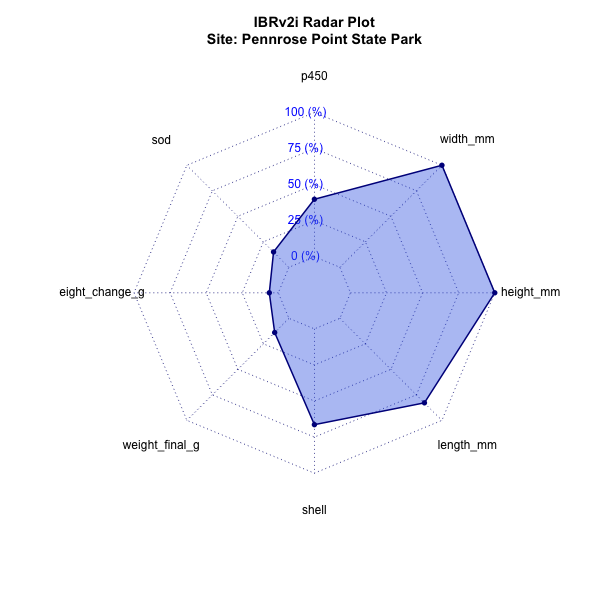 IBRv2i Radar Plot
Site: Pennrose Point State Park
p450
100 (%)
sod
width_mm
75 (%)
50 (%)
25 (%)
0 (%)
eight_change_g
height_mm
weight_final_g
length_mm
shell